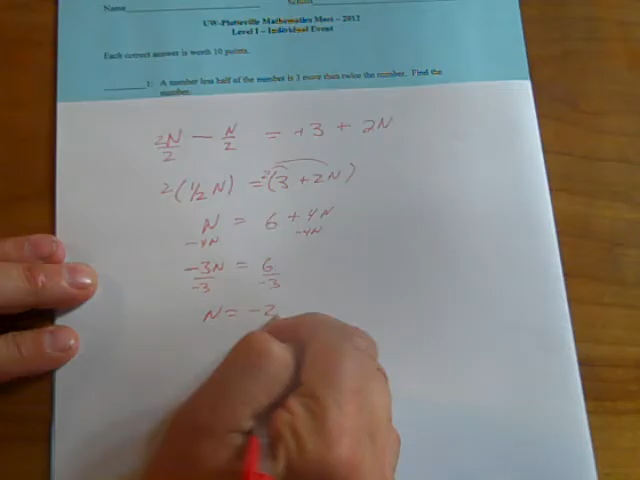 Name
UW-Platteville Mathematics Meet – 2012
Level I – Individual Event
Each correct answer is worth 10 points.
1: A number less half of the number is 3 more than twice the number. Find the
number.
2N/2 − N/2 = +3 + 2N
2(1/2 N) = 2(3 + 2N)
N = 6 + 4N
-4N -4N
-3N/-3 = 6/-3
N = -2